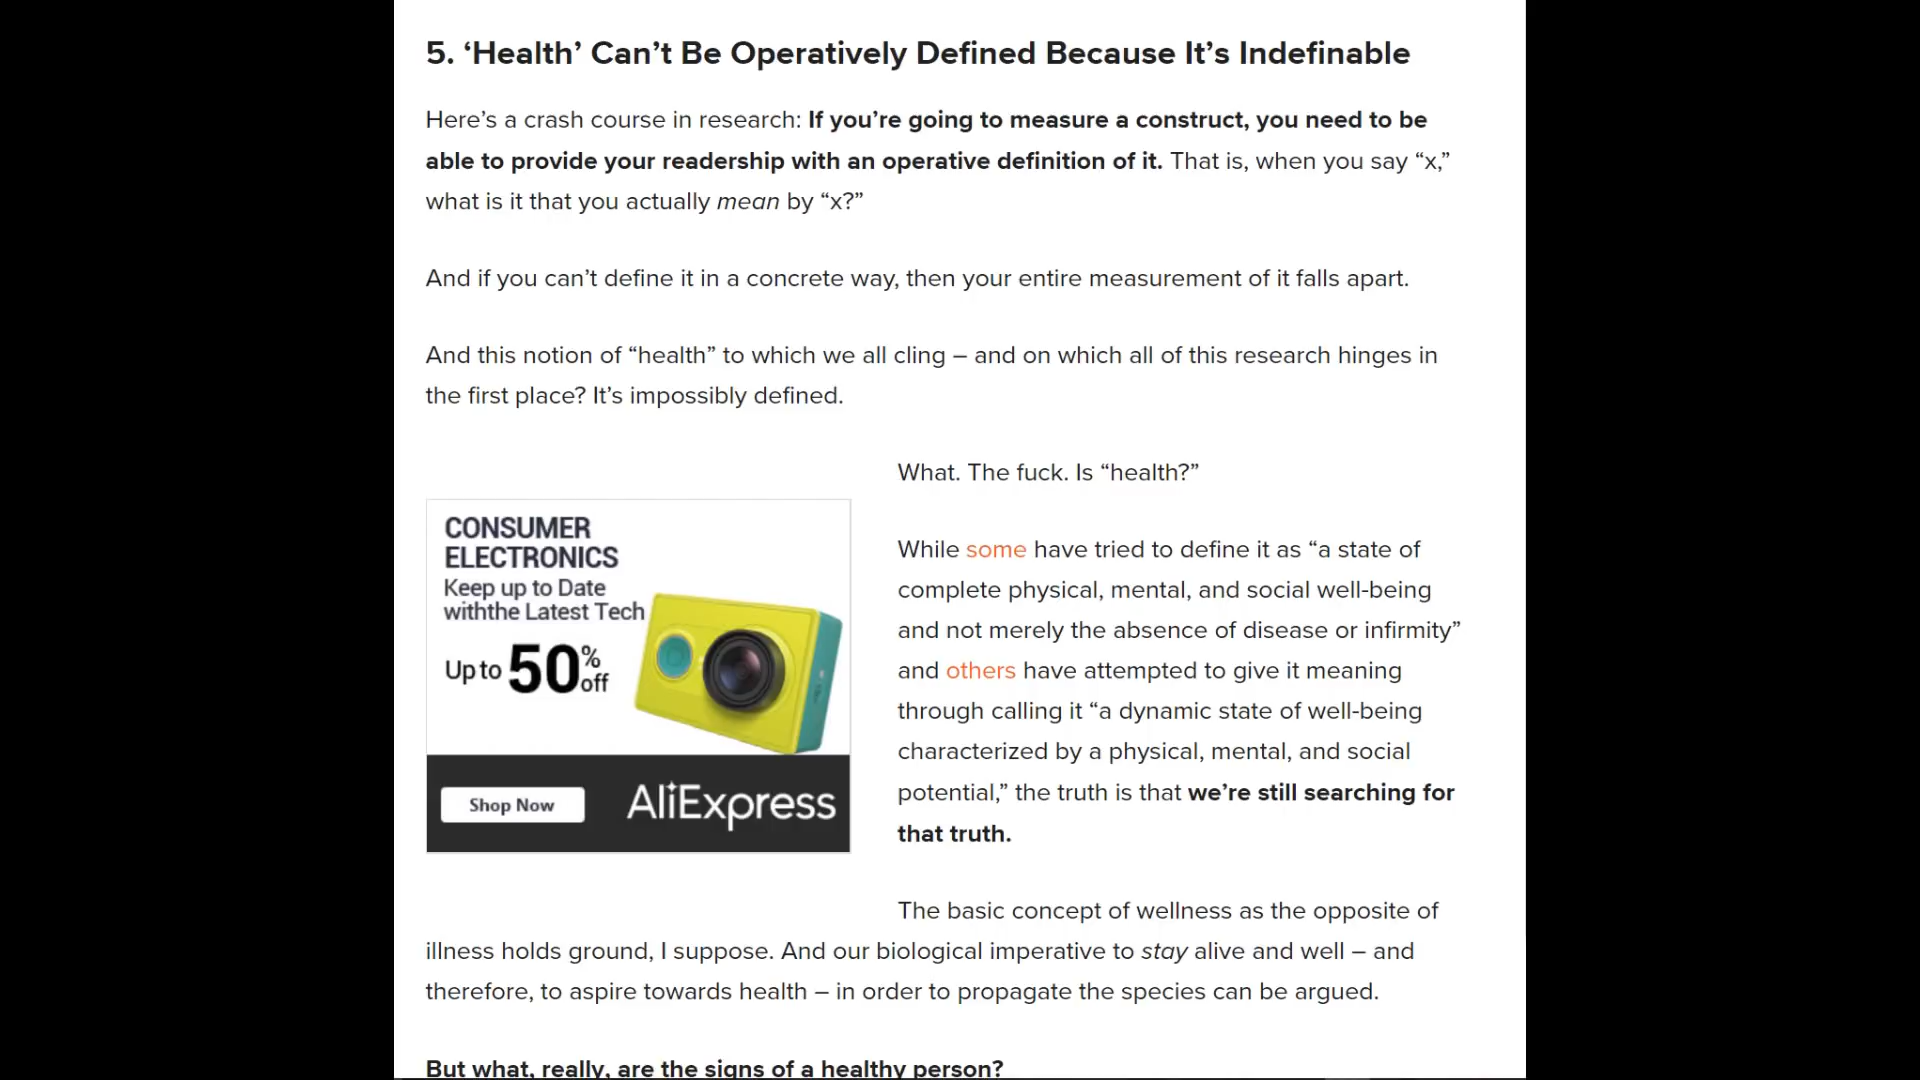 5. ‘Health’ Can’t Be Operatively Defined Because It’s Indefinable
Here’s a crash course in research: If you’re going to measure a construct, you need to be
able to provide your readership with an operative definition of it. That is, when you say “x,”
what is it that you actually mean by “x?”
And if you can’t define it in a concrete way, then your entire measurement of it falls apart.
And this notion of “health” to which we all cling – and on which all of this research hinges in
the first place? It’s impossibly defined.
CONSUMER
ELECTRONICS
Keep up to Date
withthe Latest Tech
Up to 50% off
Shop Now
AliExpress
What. The fuck. Is “health?”
While some have tried to define it as “a state of
complete physical, mental, and social well-being
and not merely the absence of disease or infirmity”
and others have attempted to give it meaning
through calling it “a dynamic state of well-being
characterized by a physical, mental, and social
potential,” the truth is that we’re still searching for
that truth.
The basic concept of wellness as the opposite of
illness holds ground, I suppose. And our biological imperative to stay alive and well – and
therefore, to aspire towards health – in order to propagate the species can be argued.
But what, really, are the signs of a healthy person?